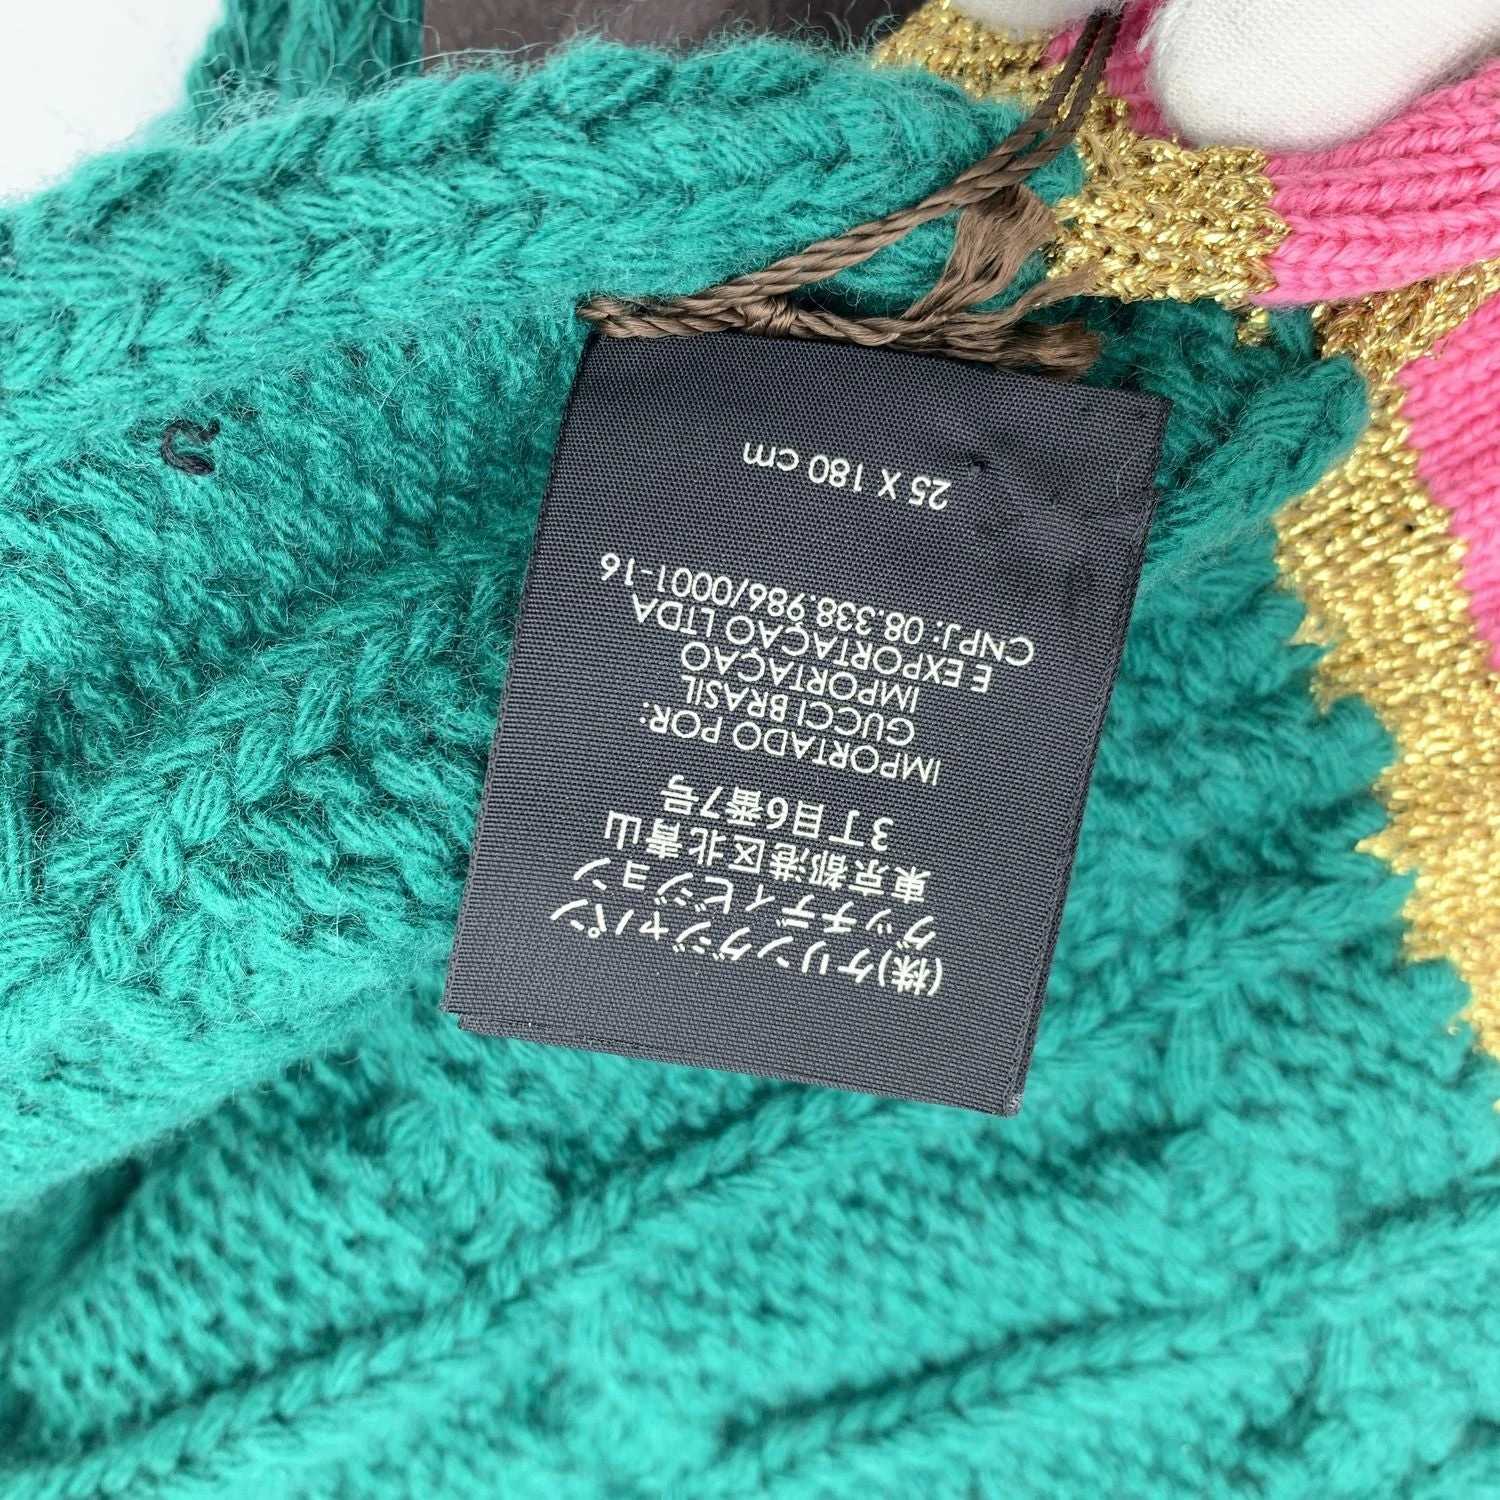 (株)ケリングジャパン
グッチディビジョン
東京都港区北青山
3丁目6番7号
IMPORTADO POR:
GUCCI BRASIL
IMPORTAÇAO
E EXPORTAÇAO LTDA
CNPJ: 08.338.986/0001-16
25 X 180 cm